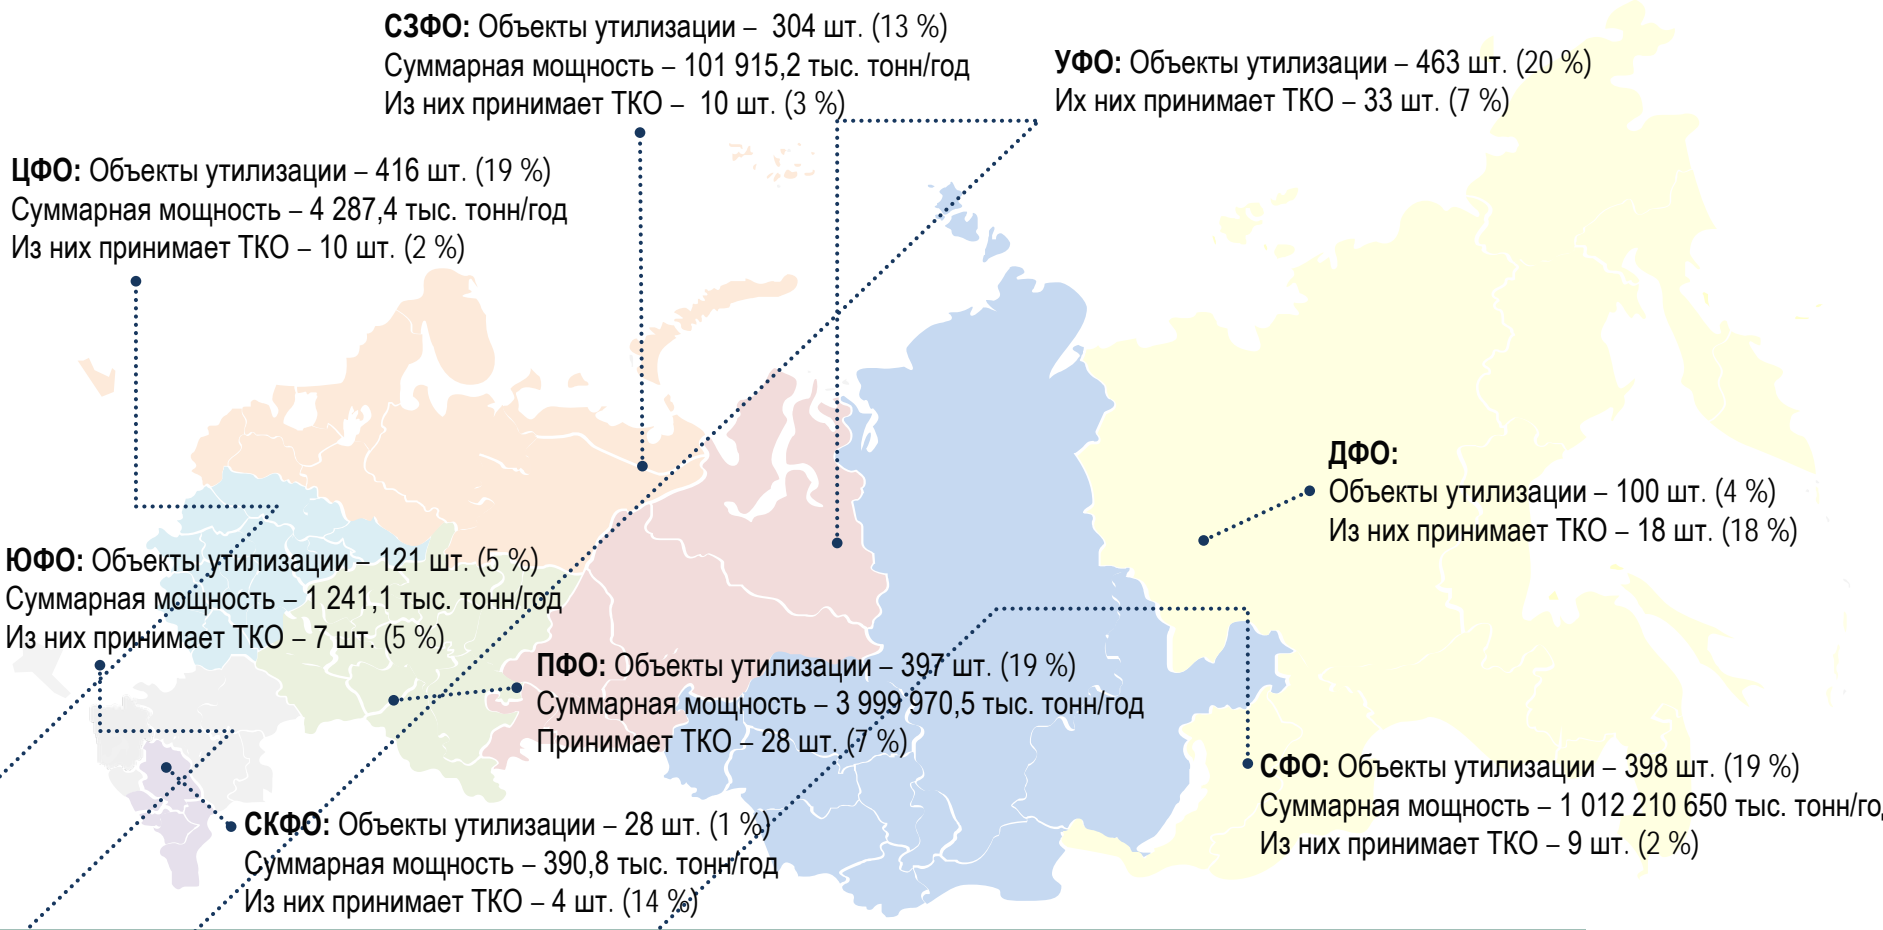 СЗФО: Объекты утилизации – 304 шт. (13 %)
Суммарная мощность – 101 915,2 тыс. тонн/год
Из них принимает ТКО – 10 шт. (3 %)
УФО: Объекты утилизации – 463 шт. (20 %)
Их них принимает ТКО – 33 шт. (7 %)
ЦФО: Объекты утилизации – 416 шт. (19 %)
Суммарная мощность – 4 287,4 тыс. тонн/год
Из них принимает ТКО – 10 шт. (2 %)
ДФО:
Объекты утилизации – 100 шт. (4 %)
Из них принимает ТКО – 18 шт. (18 %)
ЮФО: Объекты утилизации – 121 шт. (5 %)
Суммарная мощность – 1 241,1 тыс. тонн/год
Из них принимает ТКО – 7 шт. (5 %)
ПФО: Объекты утилизации – 397 шт. (19 %)
Суммарная мощность – 3 999 970,5 тыс. тонн/год
Принимает ТКО – 28 шт. (7 %)
СФО: Объекты утилизации – 398 шт. (19 %)
Суммарная мощность – 1 012 210 650 тыс. тонн/го
Из них принимает ТКО – 9 шт. (2 %)
СКФО: Объекты утилизации – 28 шт. (1 %)
Суммарная мощность – 390,8 тыс. тонн/год
Из них принимает ТКО – 4 шт. (14 %)